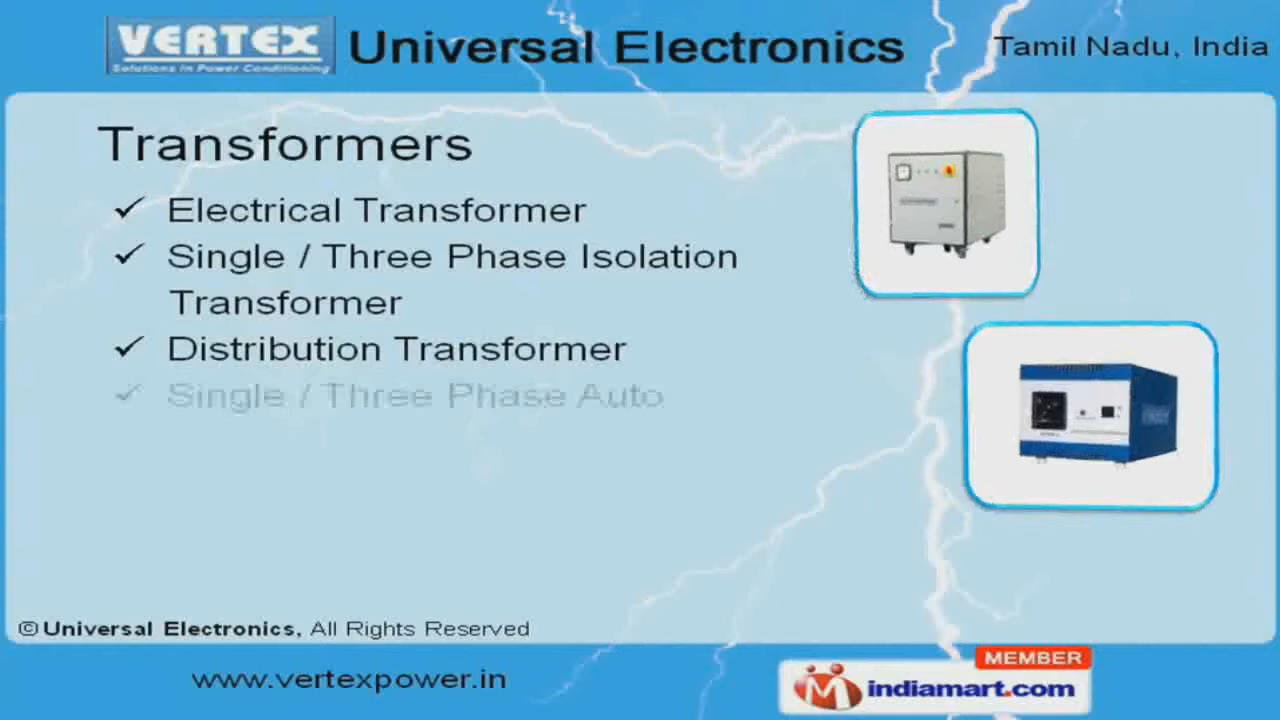 VERTEX
Solutions in Power Conditioning
Universal Electronics
Tamil Nadu, India
Transformers
✓ Electrical Transformer
✓ Single / Three Phase Isolation
Transformer
✓ Distribution Transformer
✓ Single / Three Phase Auto
© Universal Electronics, All Rights Reserved
www.vertexpower.in
MEMBER
indiamart.com